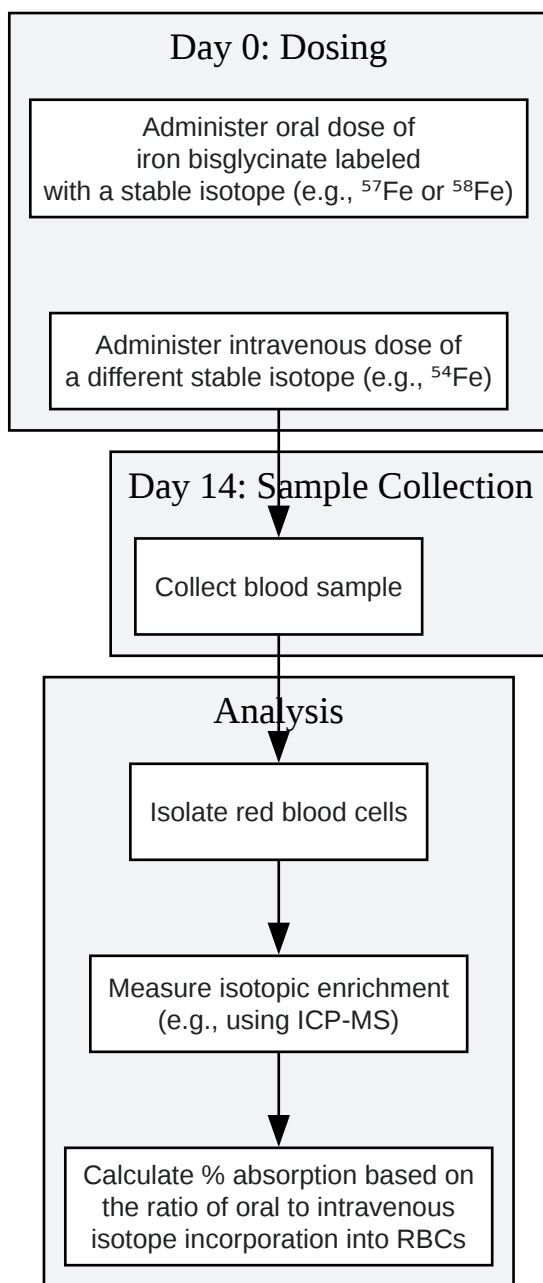 Day 0: Dosing
Administer oral dose of
iron bisglycinate labeled
with a stable isotope (e.g., ⁵⁷Fe or ⁵⁸Fe)
Administer intravenous dose of
a different stable isotope (e.g., ⁵⁴Fe)
Day 14: Sample Collection
Collect blood sample
Analysis
Isolate red blood cells
Measure isotopic enrichment
(e.g., using ICP-MS)
Calculate % absorption based on
the ratio of oral to intravenous
isotope incorporation into RBCs